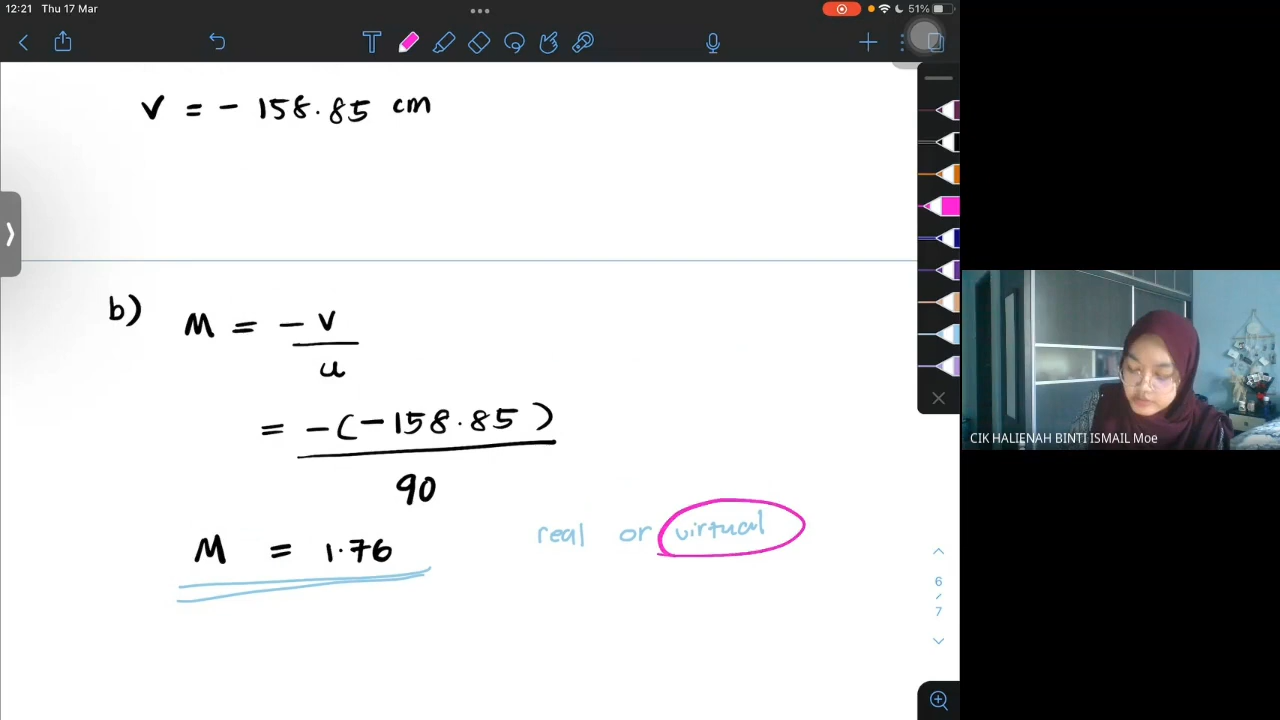 12:21 Thu 17 Mar
51%
T
v = - 158.85 cm
b) M = - v
u
= - ( - 158.85 )
90
real or virtual
M = 1.76
6
/
7
CIK HALIENAH BINTI ISMAIL Moe